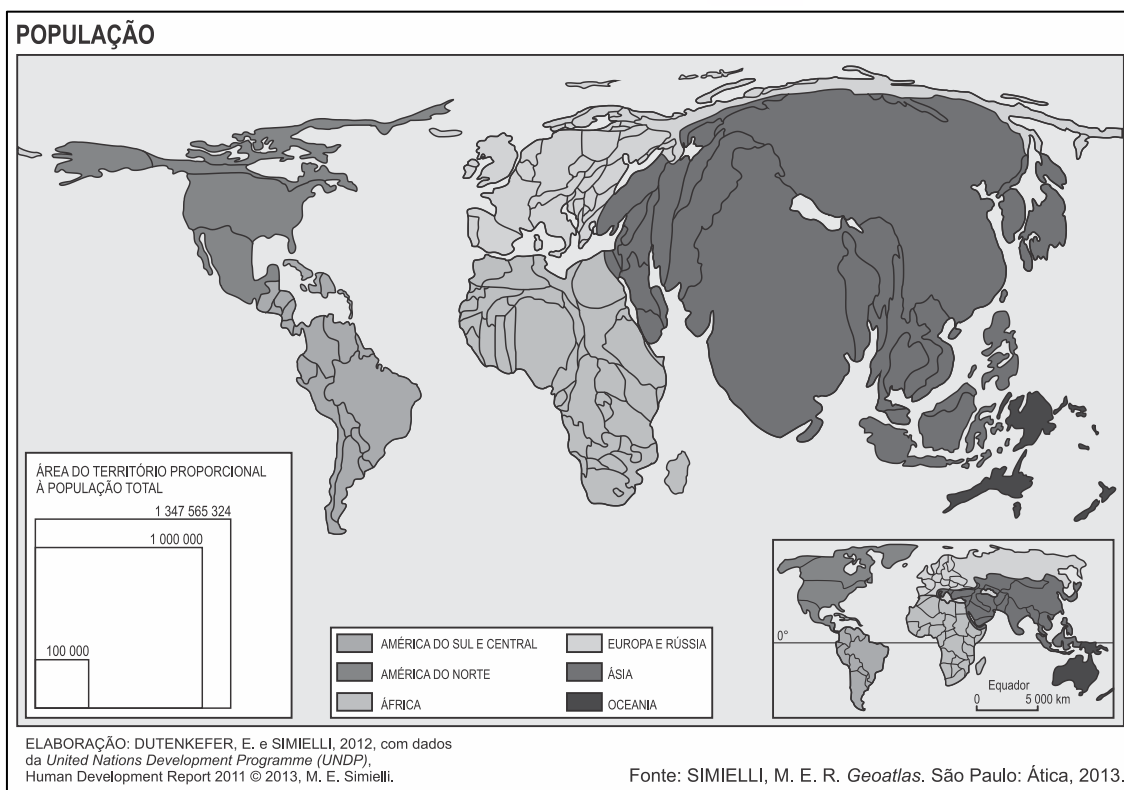 POPULAÇÃO
ÁREA DO TERRITÓRIO PROPORCIONAL
À POPULAÇÃO TOTAL
1 347 565 324
1 000 000
100 000
AMÉRICA DO SUL E CENTRAL
AMÉRICA DO NORTE
ÁFRICA
EUROPA E RÚSSIA
ÁSIA
OCEANIA
0°
Equador
0 5 000 km
ELABORAÇÃO: DUTENKEFER, E. e SIMIELLI, 2012, com dados
da United Nations Development Programme (UNDP),
Human Development Report 2011 © 2013, M. E. Simielli.
Fonte: SIMIELLI, M. E. R. Geoatlas. São Paulo: Ática, 2013.